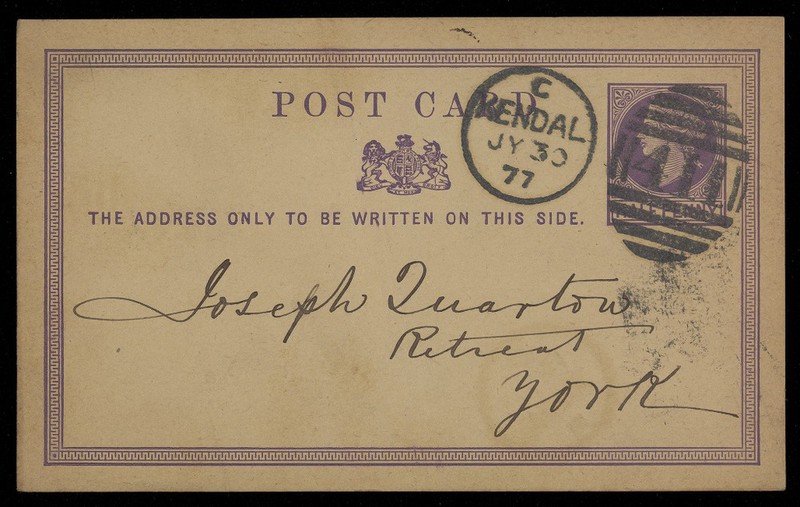 POST CARD
C
KENDAL
JY 30
77
HALFPENNY
THE ADDRESS ONLY TO BE WRITTEN ON THIS SIDE.
Joseph Quarton
Retreat
York